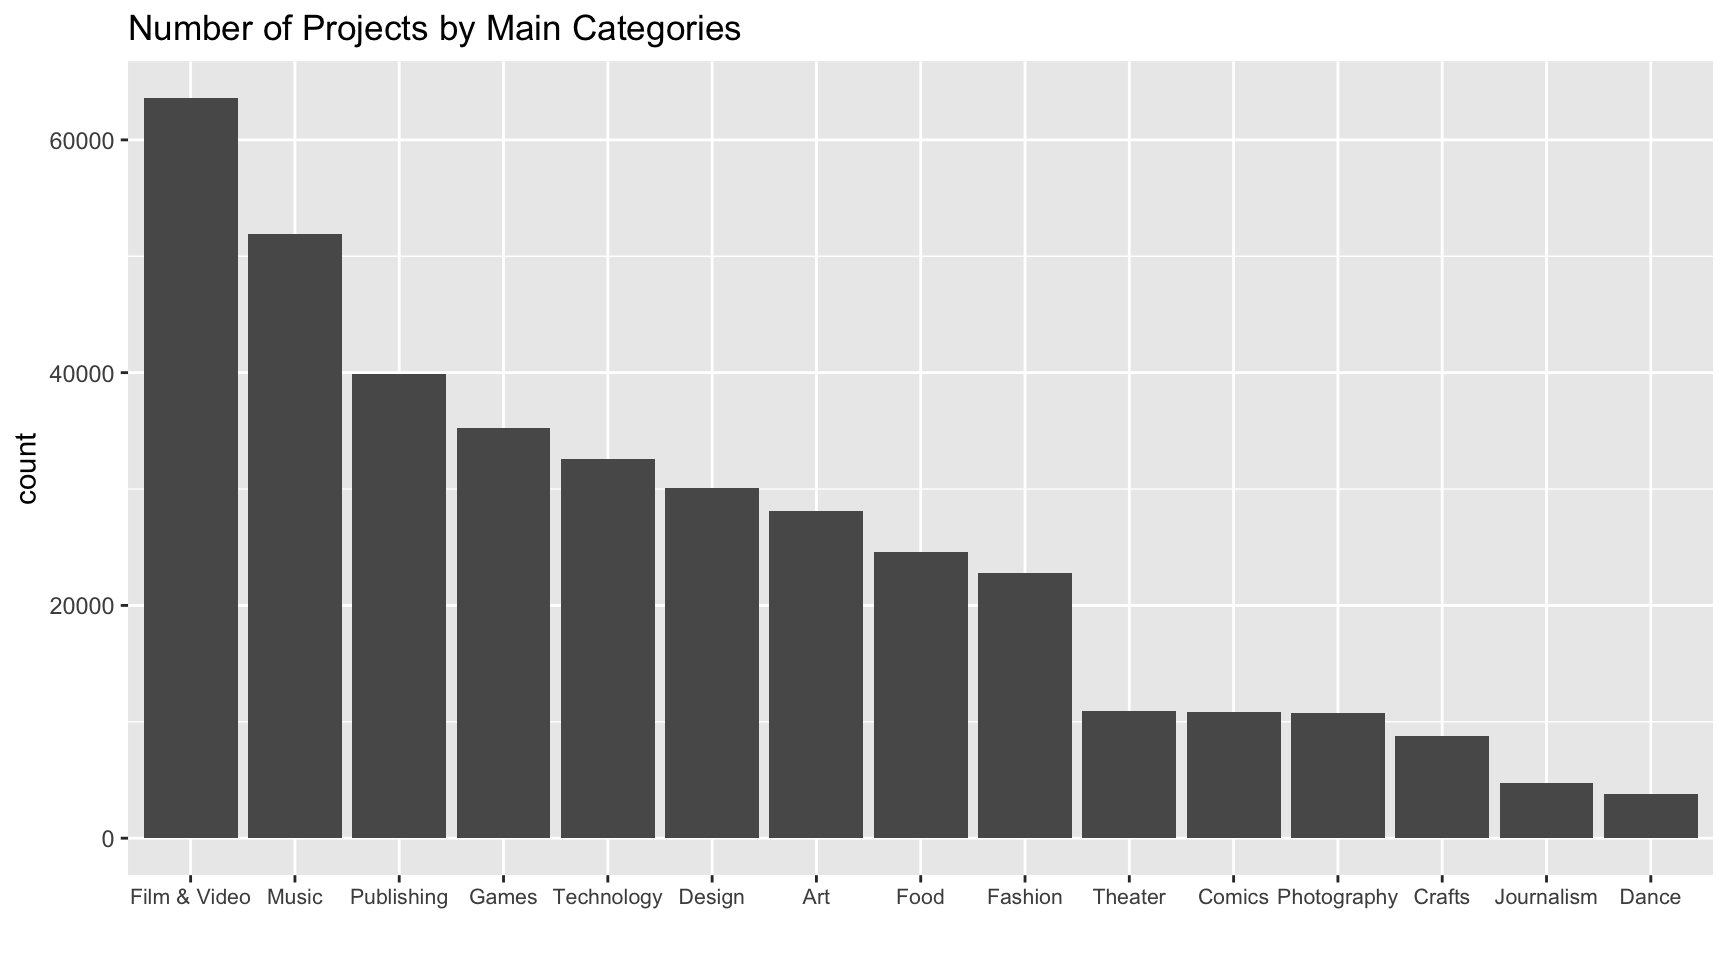 Number of Projects by Main Categories
60000
40000
20000
0
count
Film & Video Music Publishing Games Technology Design Art Food Fashion Theater Comics Photography Crafts Journalism Dance